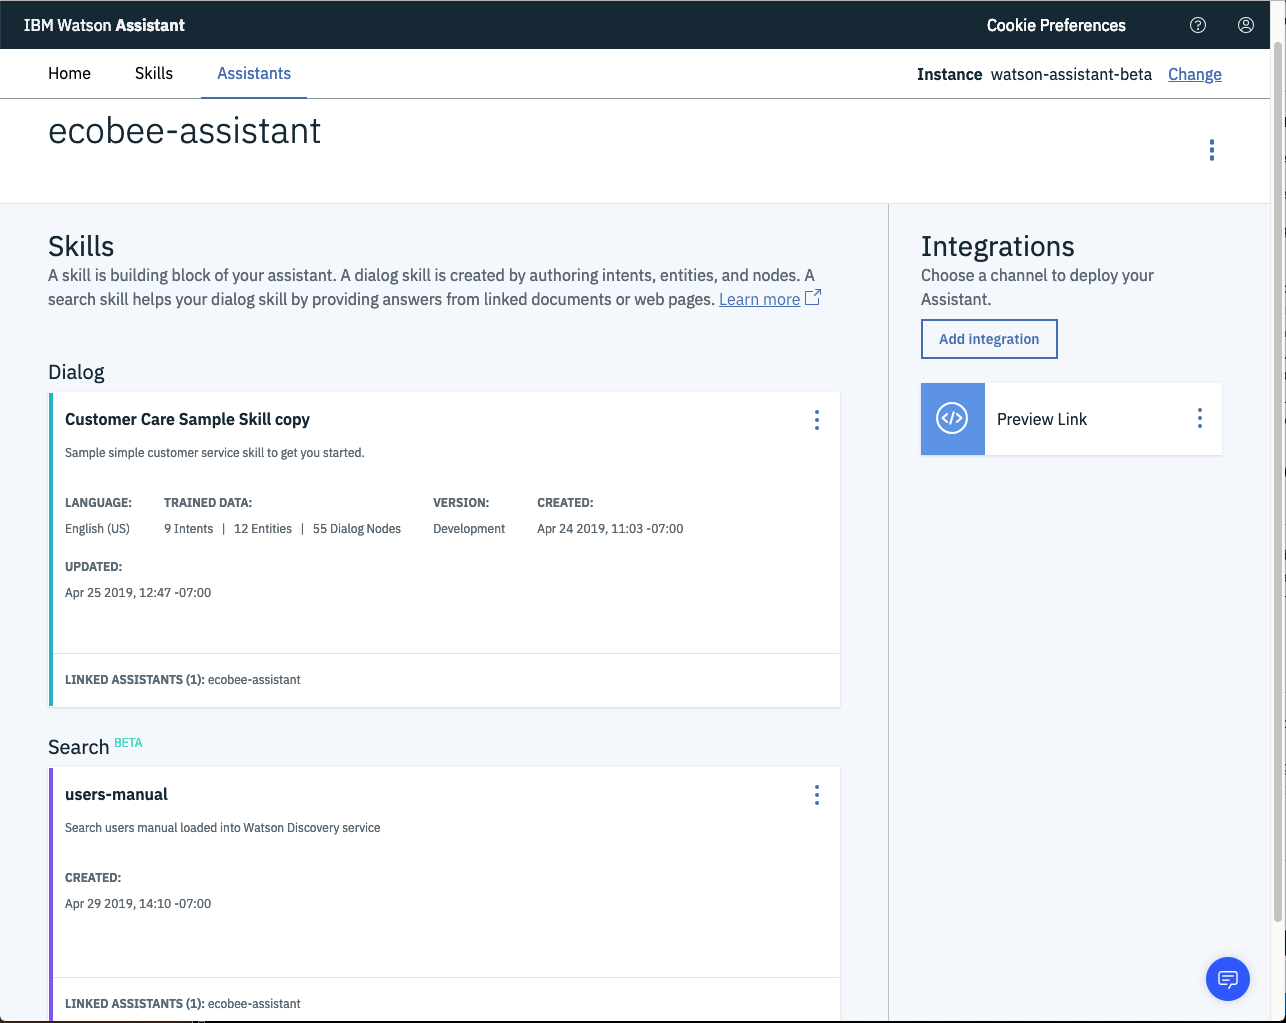 IBM Watson Assistant
Cookie Preferences
Home
Skills
Assistants
Instance watson-assistant-beta Change
ecobee-assistant
Skills
A skill is building block of your assistant. A dialog skill is created by authoring intents, entities, and nodes. A
search skill helps your dialog skill by providing answers from linked documents or web pages. Learn more
Dialog
Customer Care Sample Skill copy
Sample simple customer service skill to get you started.
LANGUAGE: TRAINED DATA: VERSION: CREATED:
English (US) 9 Intents | 12 Entities | 55 Dialog Nodes Development Apr 24 2019, 11:03 -07:00
UPDATED:
Apr 25 2019, 12:47 -07:00
LINKED ASSISTANTS (1): ecobee-assistant
Search BETA
users-manual
Search users manual loaded into Watson Discovery service
CREATED:
Apr 29 2019, 14:10 -07:00
LINKED ASSISTANTS (1): ecobee-assistant
Integrations
Choose a channel to deploy your
Assistant.
Add integration
Preview Link